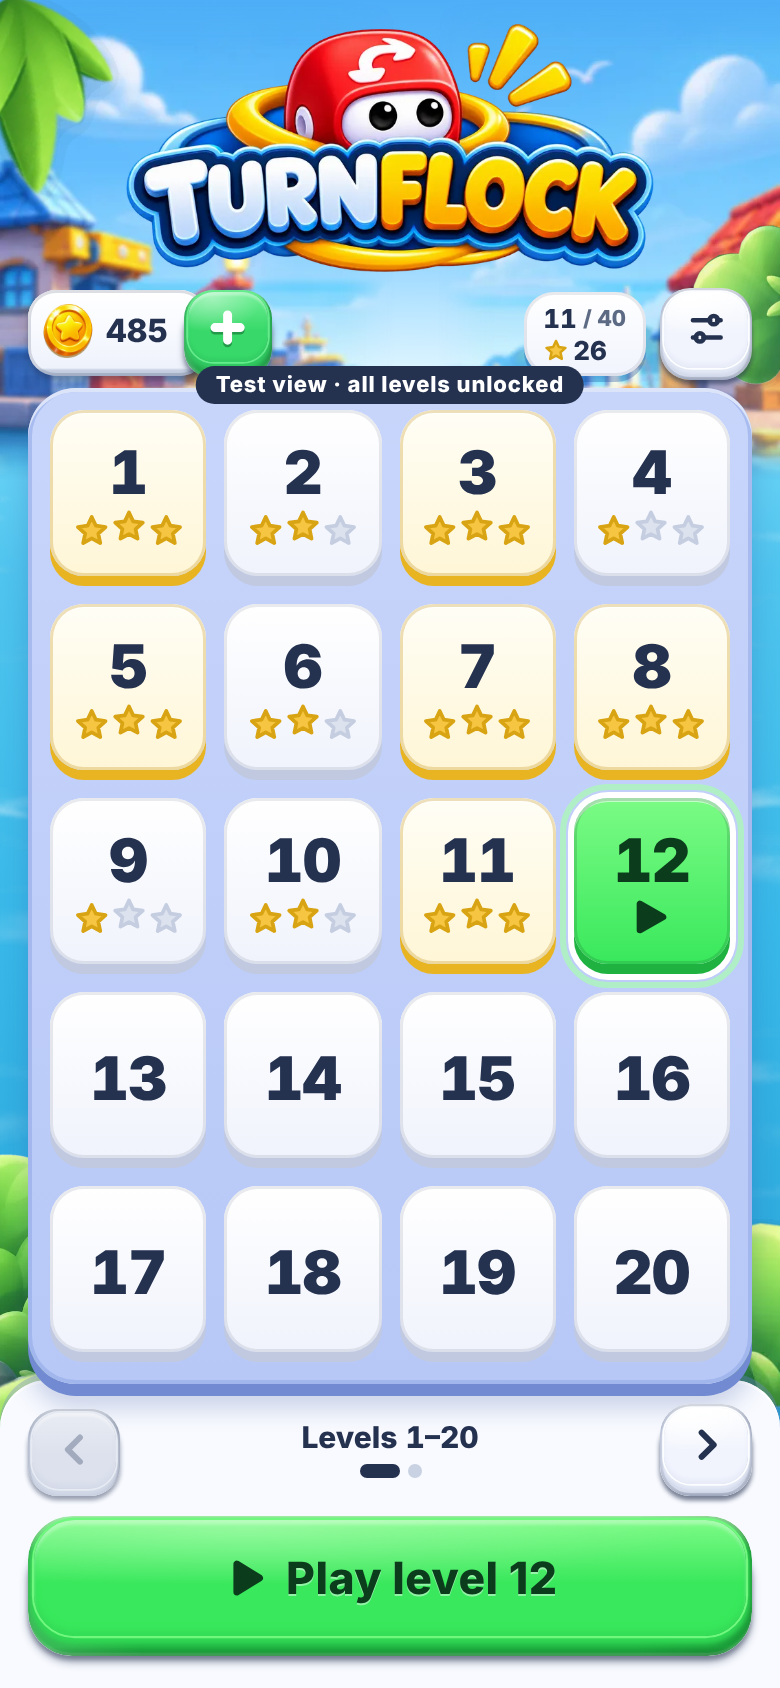 TURNFLOCK
485
11 / 40
26
Test view · all levels unlocked
1 2 3 4
5 6 7 8
9 10 11 12
13 14 15 16
17 18 19 20
Levels 1–20
Play level 12